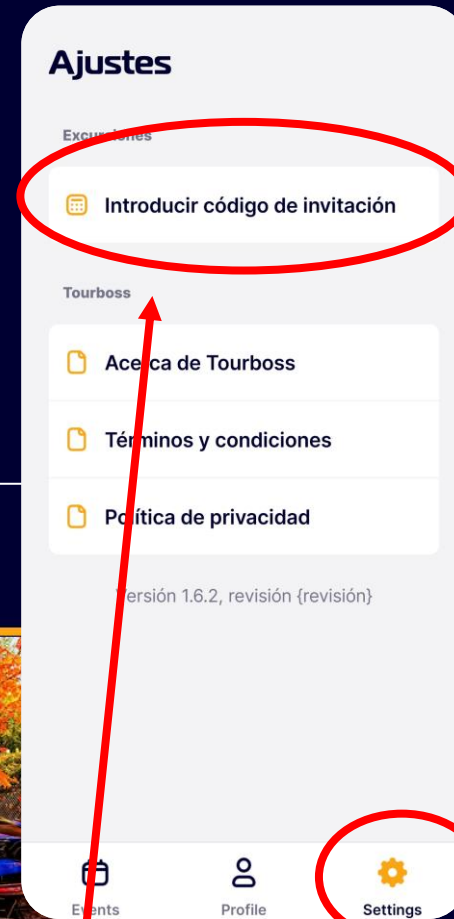 Ajustes
Excursiones
Introducir código de invitación
Tourboss
Acerca de Tourboss
Términos y condiciones
Política de privacidad
Versión 1.6.2, revisión {revisión}
Events
Profile
Settings